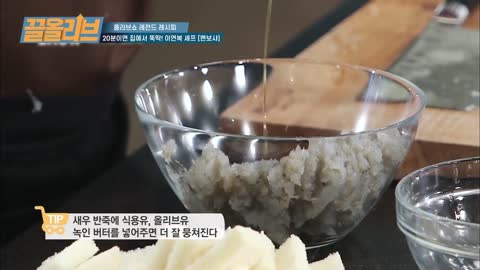 끌올리브
올리브쇼 레전드 레시피
20분이면 집에서 뚝딱! 이연복 셰프 [멘보샤]
TIP
새우 반죽에 식용유, 올리브유
녹인 버터를 넣어주면 더 잘 뭉쳐진다